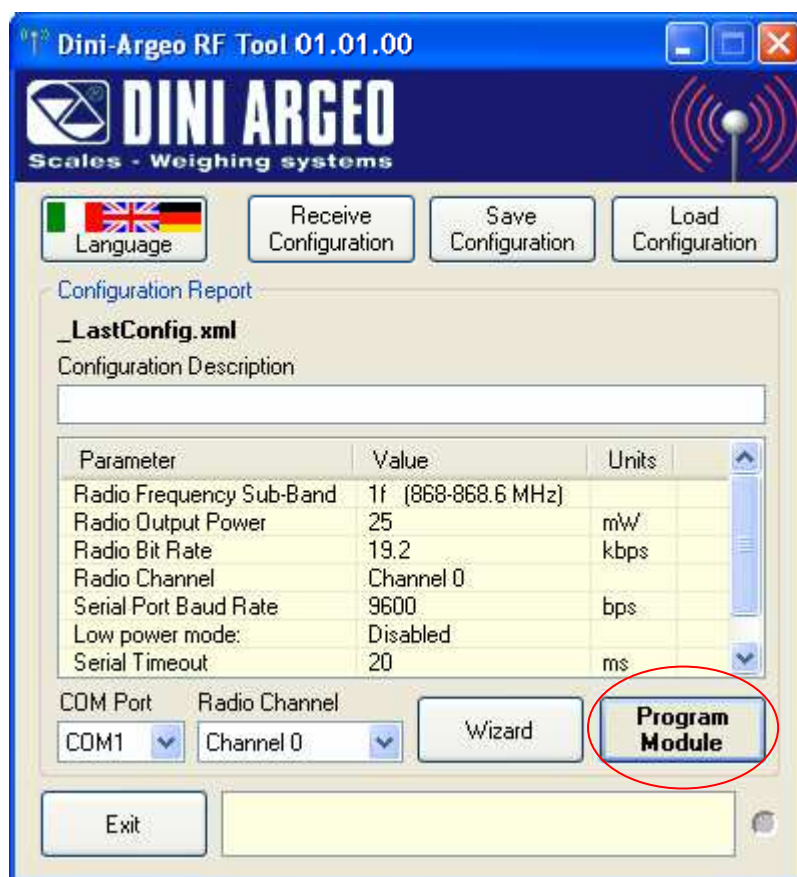 Dini-Argeo RF Tool 01.01.00
DINI ARGEO
Scales - Weighing systems
Language
Receive
Configuration
Save
Configuration
Load
Configuration
Configuration Report
_LastConfig.xml
Configuration Description
Parameter Value Units
Radio Frequency Sub-Band 1f (868-868.6 MHz)
Radio Output Power 25 mW
Radio Bit Rate 19.2 kbps
Radio Channel Channel 0
Serial Port Baud Rate 9600 bps
Low power mode: Disabled
Serial Timeout 20 ms
COM Port Radio Channel
COM1 Channel 0
Wizard
Program
Module
Exit